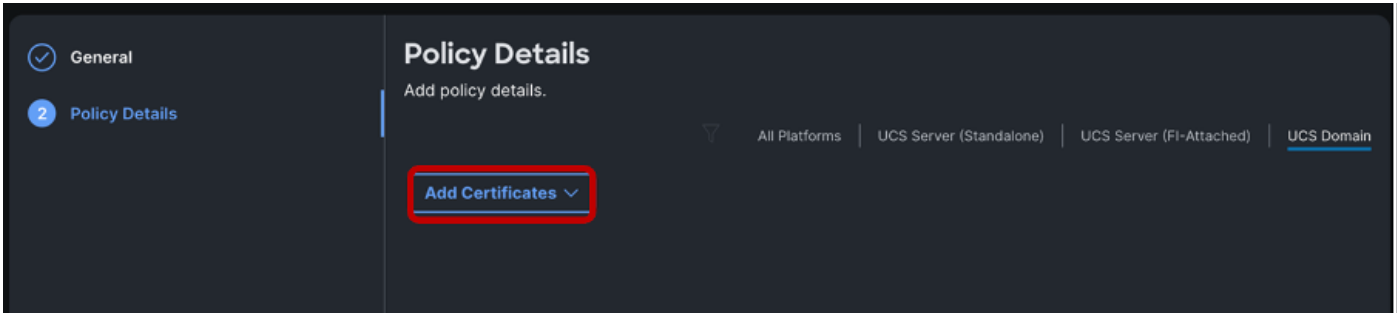 General
2 Policy Details
Policy Details
Add policy details.
All Platforms | UCS Server (Standalone) | UCS Server (FI-Attached) | UCS Domain
Add Certificates